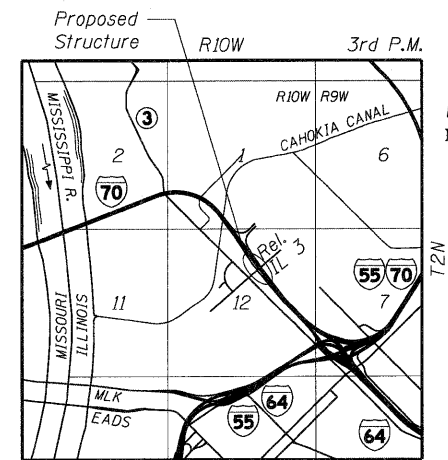 Proposed
Structure
R10W
3rd P.M.
R10W R9W
MISSISSIPPI R.
3
2
1
CAHOKIA CANAL
6
70
Rel.
IL 3
55 70
T2N
11
12
7
MISSOURI
ILLINOIS
MLK
EADS
55
64
64